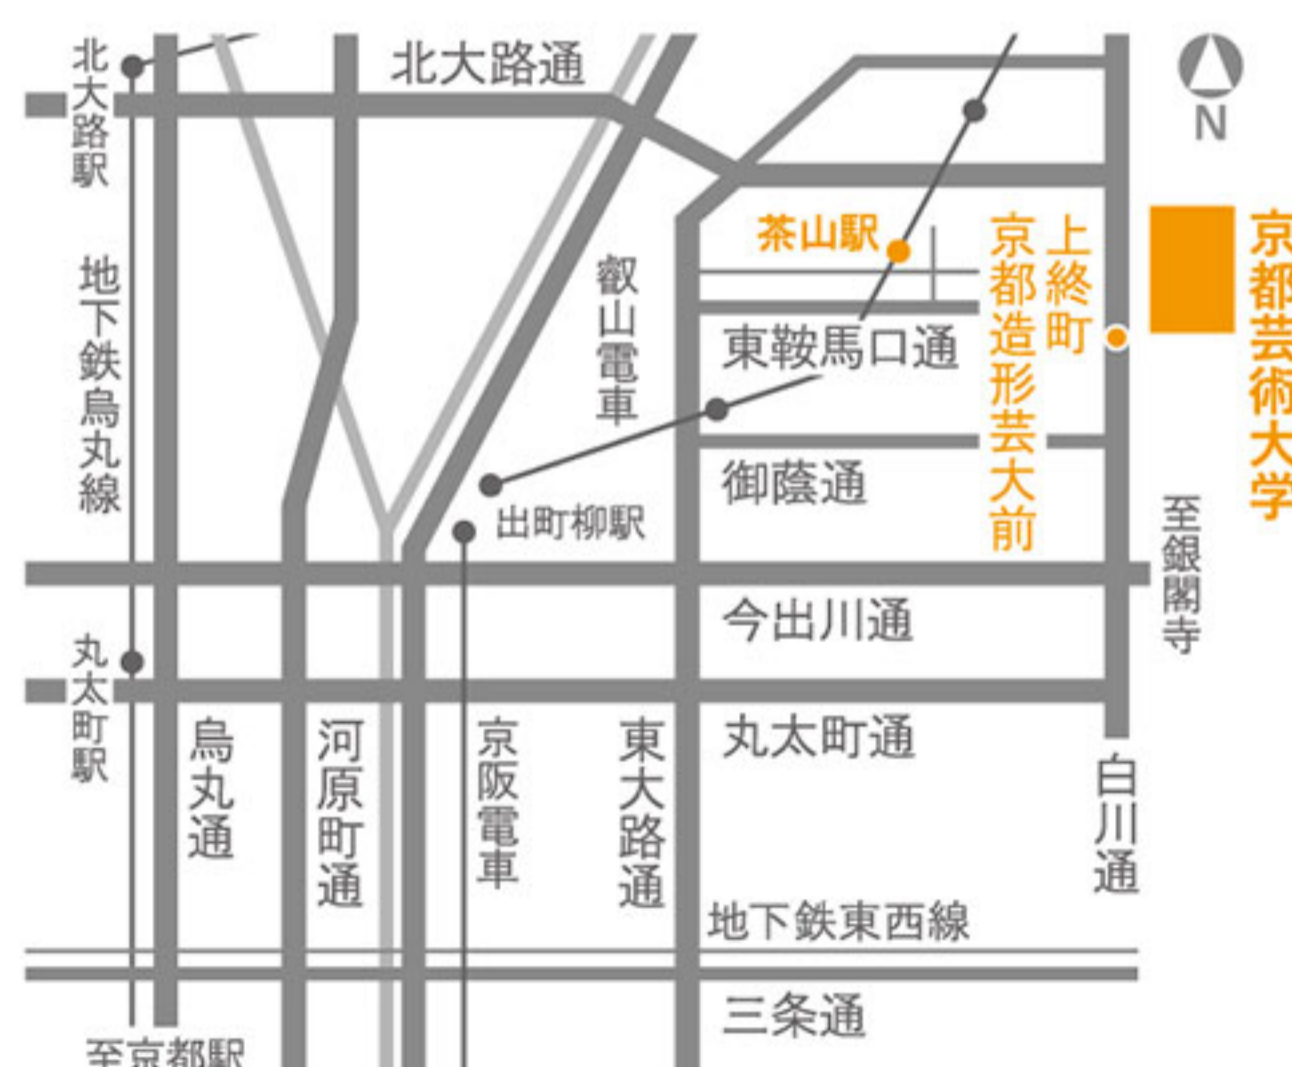 北大路駅
北大路通
N
茶山駅
上終町
京都造形芸大前
京都芸術大学
地下鉄烏丸線
叡山電車
東鞍馬口通
御蔭通
出町柳駅
至銀閣寺
今出川通
丸太町駅
烏丸通
河原町通
京阪電車
東大路通
丸太町通
白川通
地下鉄東西線
三条通
至京都駅